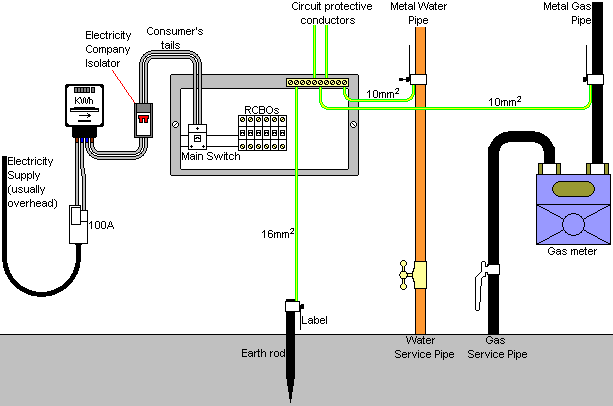 Circuit protective
conductors
Metal Water
Pipe
Metal Gas
Pipe
Consumer's
tails
Electricity
Company
Isolator
KWh
10mm2
10mm2
RCBOs
Main Switch
Electricity
Supply
(usually
overhead)
100A
16mm2
Gas meter
Label
Earth rod
Water
Service Pipe
Gas
Service Pipe